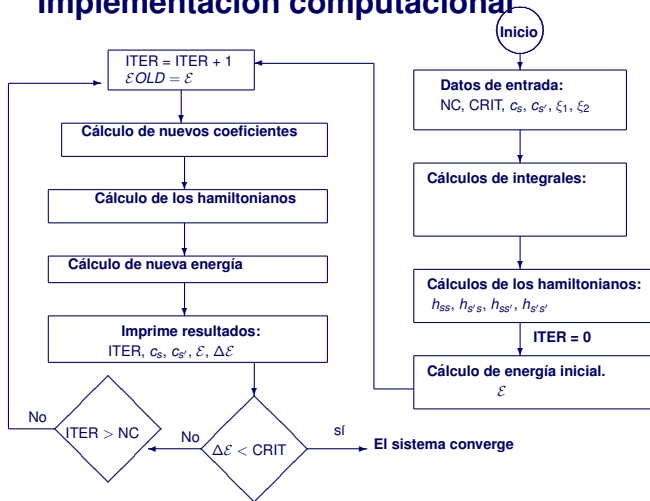 Implementación computacional
Inicio
Datos de entrada:
NC, CRIT, cₛ, cₛ′, ξ₁, ξ₂
Cálculos de integrales:
Cálculos de los hamiltonianos:
hₛₛ, hₛ′ₛ, hₛₛ′, hₛ′ₛ′
ITER = 0
Cálculo de energía inicial.
ℰ
ITER = ITER + 1
ℰOLD = ℰ
Cálculo de nuevos coeficientes
Cálculo de los hamiltonianos
Cálculo de nueva energía
Imprime resultados:
ITER, cₛ, cₛ′, ℰ, Δℰ
Δℰ < CRIT
sí
El sistema converge
No
ITER > NC
No